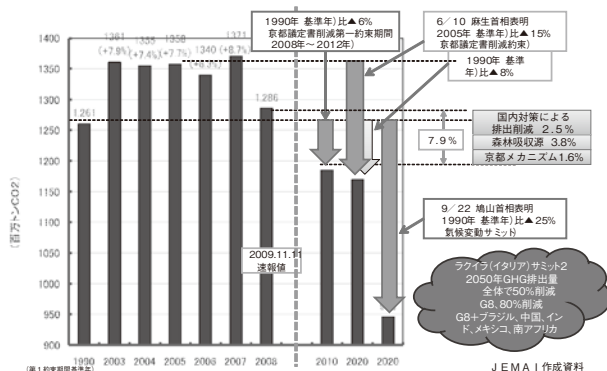 1990年 基準年)比▲6%
京都議定書削減第一約束期間
2008年～2012年)
6／10 麻生首相表明
2005年 基準年)比▲15%
京都議定書削減約束)
1990年 基準
年)比▲8%
1400
1350
1300
1250
1200
1150
1100
1050
1000
950
900
(百万トンCO2)
1,261
1361
(+7.9%)
1355
(+7.4%)
1358
(+7.7%)
1340
1371
(+8.7%)
1,286
7.9%
国内対策による
排出削減 2.5%
森林吸収源 3.8%
京都メカニズム1.6%
9／22 鳩山首相表明
1990年 基準年)比▲25%
気候変動サミット)
2009.11.11
速報値
ラクイラ(イタリア)サミット2
2050年GHG排出量
全体で50%削減
G8、80%削減
G8＋ブラジル、中国、イン
ド、メキシコ、南アフリカ
1990 2003 2004 2005 2006 2007 2008 2010 2020 2020
(第1約束期間基準年)
JEMAI作成資料